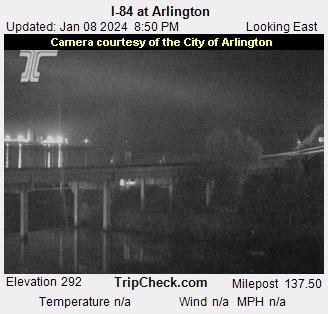 I-84 at Arlington
Updated: Jan 08 2024 8:50 PM Looking East
Camera courtesy of the City of Arlington
Elevation 292 TripCheck.com Milepost 137.50
Temperature n/a Wind n/a MPH n/a